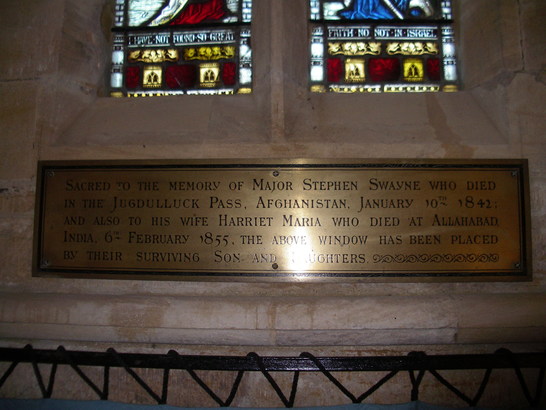 I HAVE NOT FOUND SO GREAT
FAITH NO NOT IN ISRAEL
SACRED TO THE MEMORY OF MAJOR STEPHEN SWAYNE WHO DIED
IN THE JUGDULLUCK PASS, AFGHANISTAN, JANUARY 10TH 1842;
AND ALSO TO HIS WIFE HARRIET MARIA WHO DIED AT ALLAHABAD
INDIA, 6TH FEBRUARY 1855, THE ABOVE WINDOW HAS BEEN PLACED
BY THEIR SURVIVING SON AND DAUGHTERS.